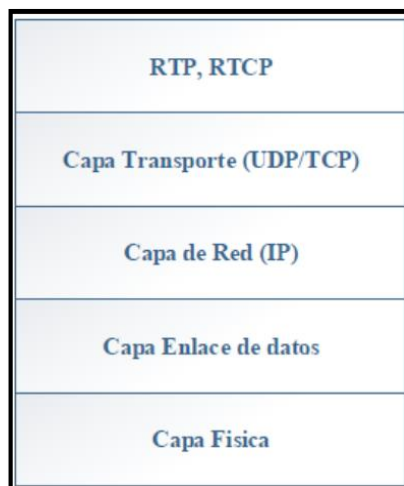 RTP, RTCP
Capa Transporte (UDP/TCP)
Capa de Red (IP)
Capa Enlace de datos
Capa Fisica